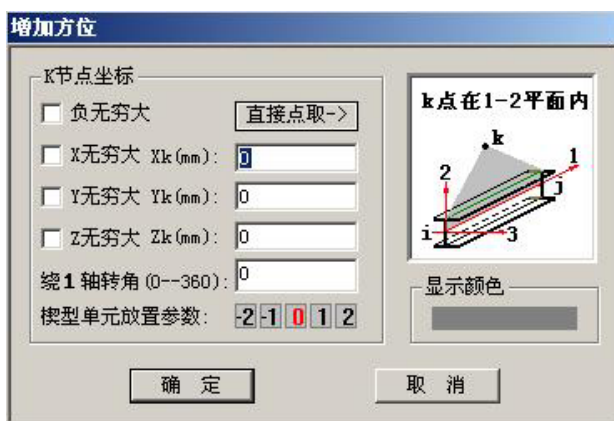 增加方位
K节点坐标
负无穷大 直接点取->
X无穷大 Xk(mm): 0
Y无穷大 Yk(mm): 0
Z无穷大 Zk(mm): 0
绕1轴转角(0--360): 0
楔型单元放置参数: -2 -1 0 1 2
k点在1-2平面内
k
1
2
j
i
3
显示颜色
确 定 取 消